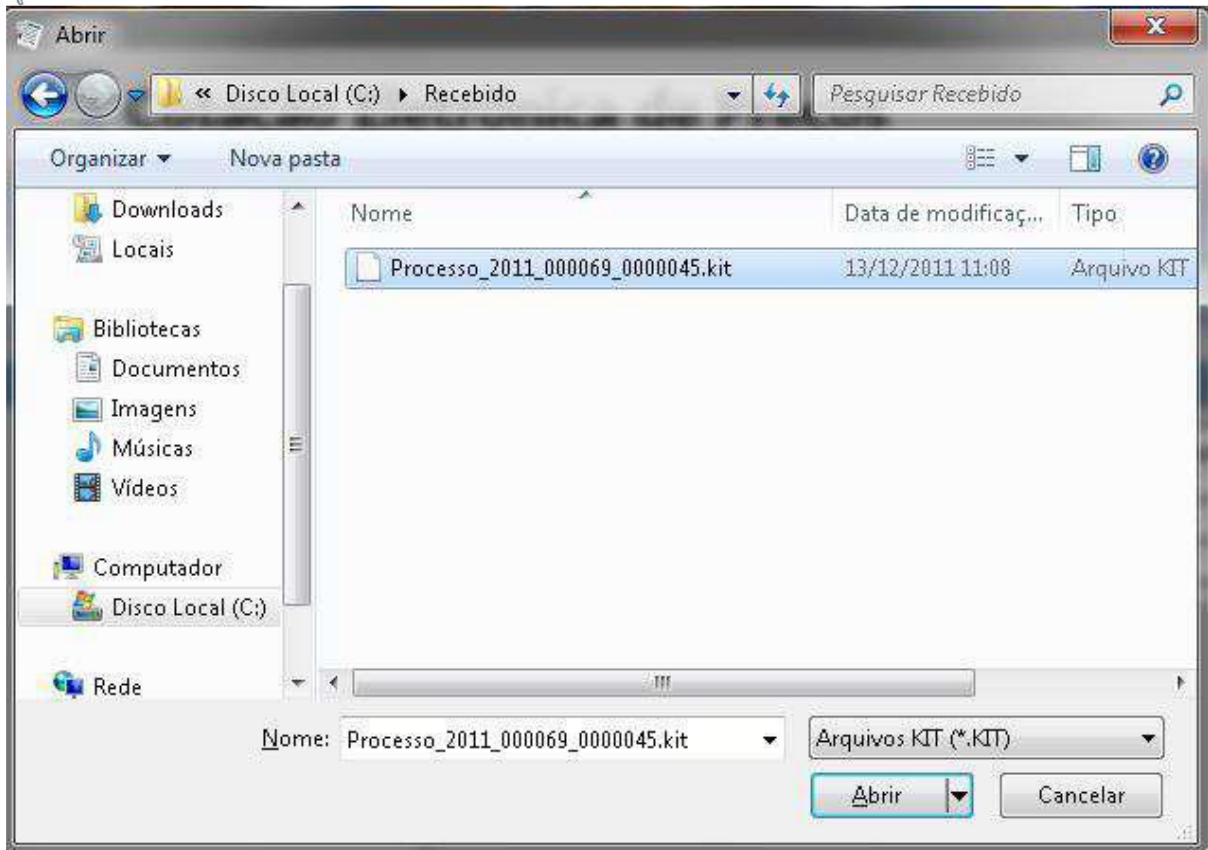 Abrir
« Disco Local (C:) ▸ Recebido
Pesquisar Recebido
Organizar ▾ Nova pasta
Downloads
Locais
Bibliotecas
Documentos
Imagens
Músicas
Vídeos
Computador
Disco Local (C:)
Rede
Nome Data de modificaç... Tipo
Processo_2011_000069_0000045.kit 13/12/2011 11:08 Arquivo KIT
Nome: Processo_2011_000069_0000045.kit Arquivos KIT (*.KIT)
Abrir Cancelar